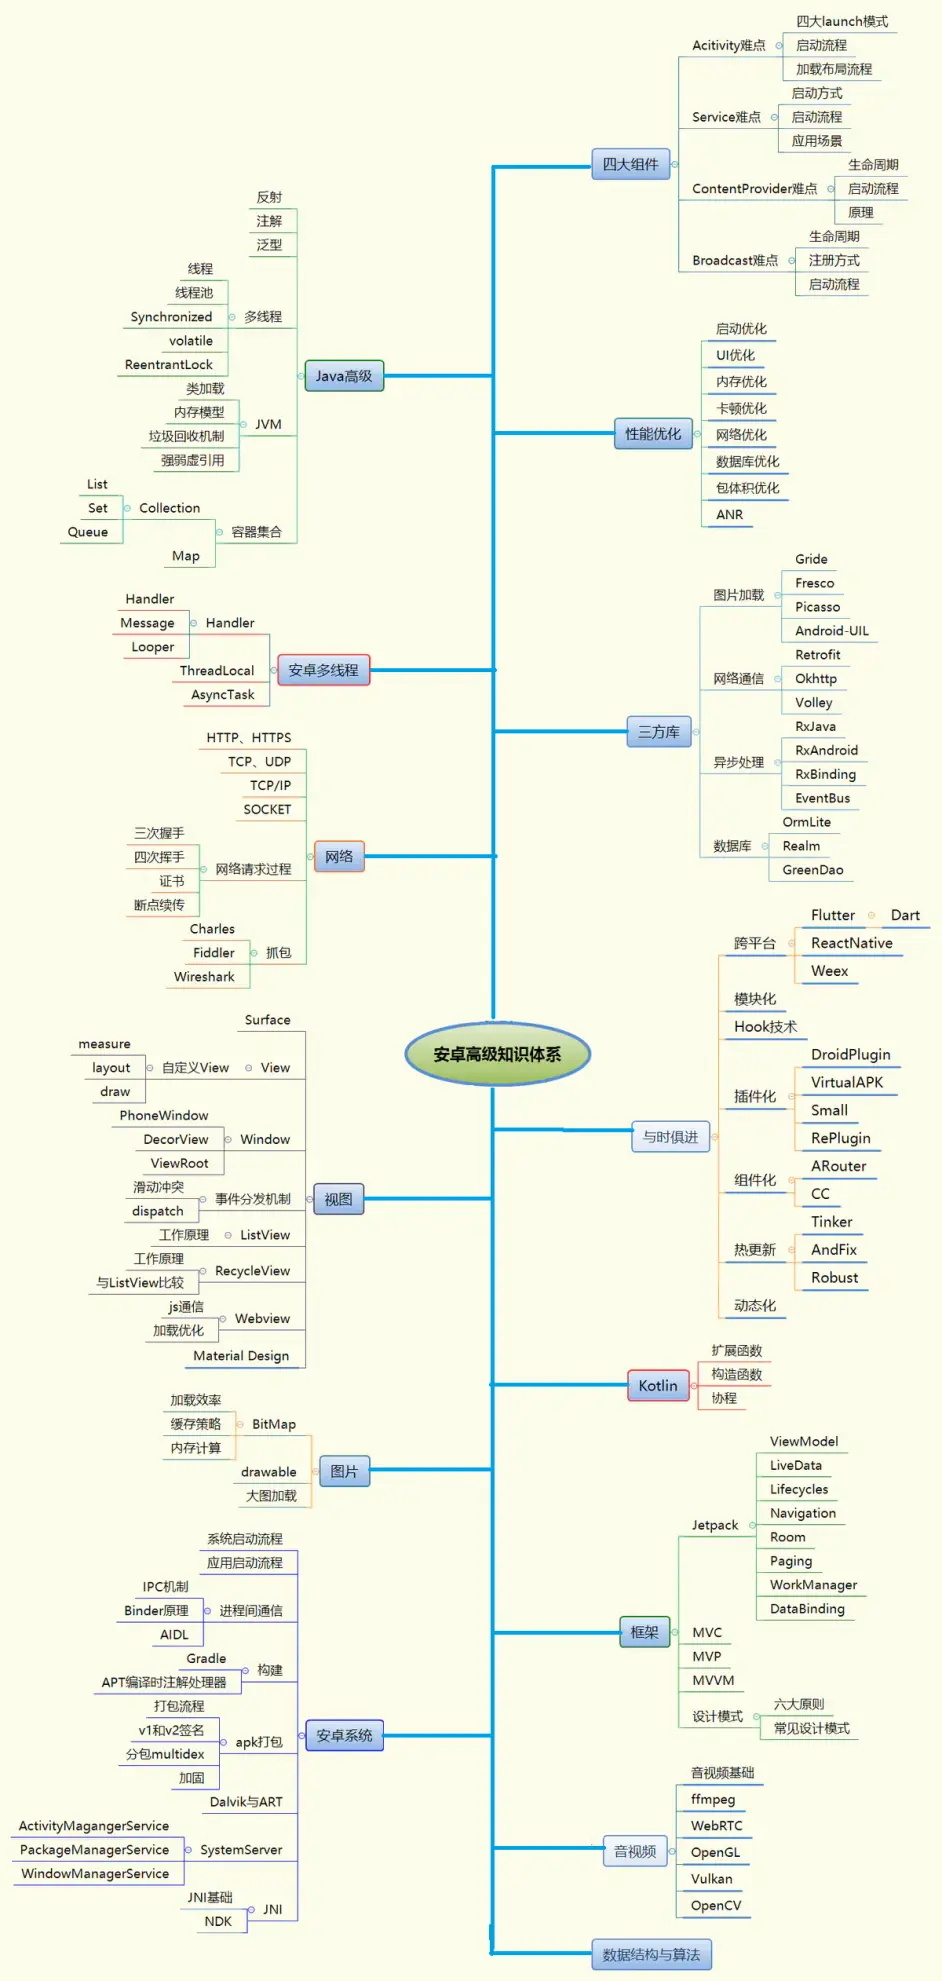 安卓高级知识体系
四大组件
Acitivity难点
四大launch模式
启动流程
加载布局流程
Service难点
启动方式
启动流程
应用场景
ContentProvider难点
生命周期
启动流程
原理
Broadcast难点
生命周期
注册方式
启动流程
性能优化
启动优化
UI优化
内存优化
卡顿优化
网络优化
数据库优化
包体积优化
ANR
三方库
图片加载
Gride
Fresco
Picasso
Android-UIL
网络通信
Retrofit
Okhttp
Volley
异步处理
RxJava
RxAndroid
RxBinding
EventBus
数据库
OrmLite
Realm
GreenDao
与时俱进
跨平台
Flutter
Dart
ReactNative
Weex
模块化
Hook技术
插件化
DroidPlugin
VirtualAPK
Small
RePlugin
组件化
ARouter
CC
热更新
Tinker
AndFix
Robust
动态化
Kotlin
扩展函数
构造函数
协程
框架
Jetpack
ViewModel
LiveData
Lifecycles
Navigation
Room
Paging
WorkManager
DataBinding
MVC
MVP
MVVM
设计模式
六大原则
常见设计模式
音视频
音视频基础
ffmpeg
WebRTC
OpenGL
Vulkan
OpenCV
数据结构与算法
Java高级
反射
注解
泛型
多线程
线程
线程池
Synchronized
volatile
ReentrantLock
JVM
类加载
内存模型
垃圾回收机制
强弱虚引用
容器集合
Collection
List
Set
Queue
Map
安卓多线程
Handler
Handler
Message
Looper
ThreadLocal
AsyncTask
网络
HTTP、HTTPS
TCP、UDP
TCP/IP
SOCKET
网络请求过程
三次握手
四次挥手
证书
断点续传
抓包
Charles
Fiddler
Wireshark
视图
Surface
View
自定义View
measure
layout
draw
Window
PhoneWindow
DecorView
ViewRoot
事件分发机制
滑动冲突
dispatch
ListView
工作原理
RecycleView
工作原理
与ListView比较
Webview
js通信
加载优化
Material Design
图片
BitMap
加载效率
缓存策略
内存计算
drawable
大图加载
安卓系统
系统启动流程
应用启动流程
进程间通信
IPC机制
Binder原理
AIDL
构建
Gradle
APT编译时注解处理器
apk打包
打包流程
v1和v2签名
分包multidex
加固
Dalvik与ART
SystemServer
ActivityMagangerService
PackageManagerService
WindowManagerService
JNI
JNI基础
NDK